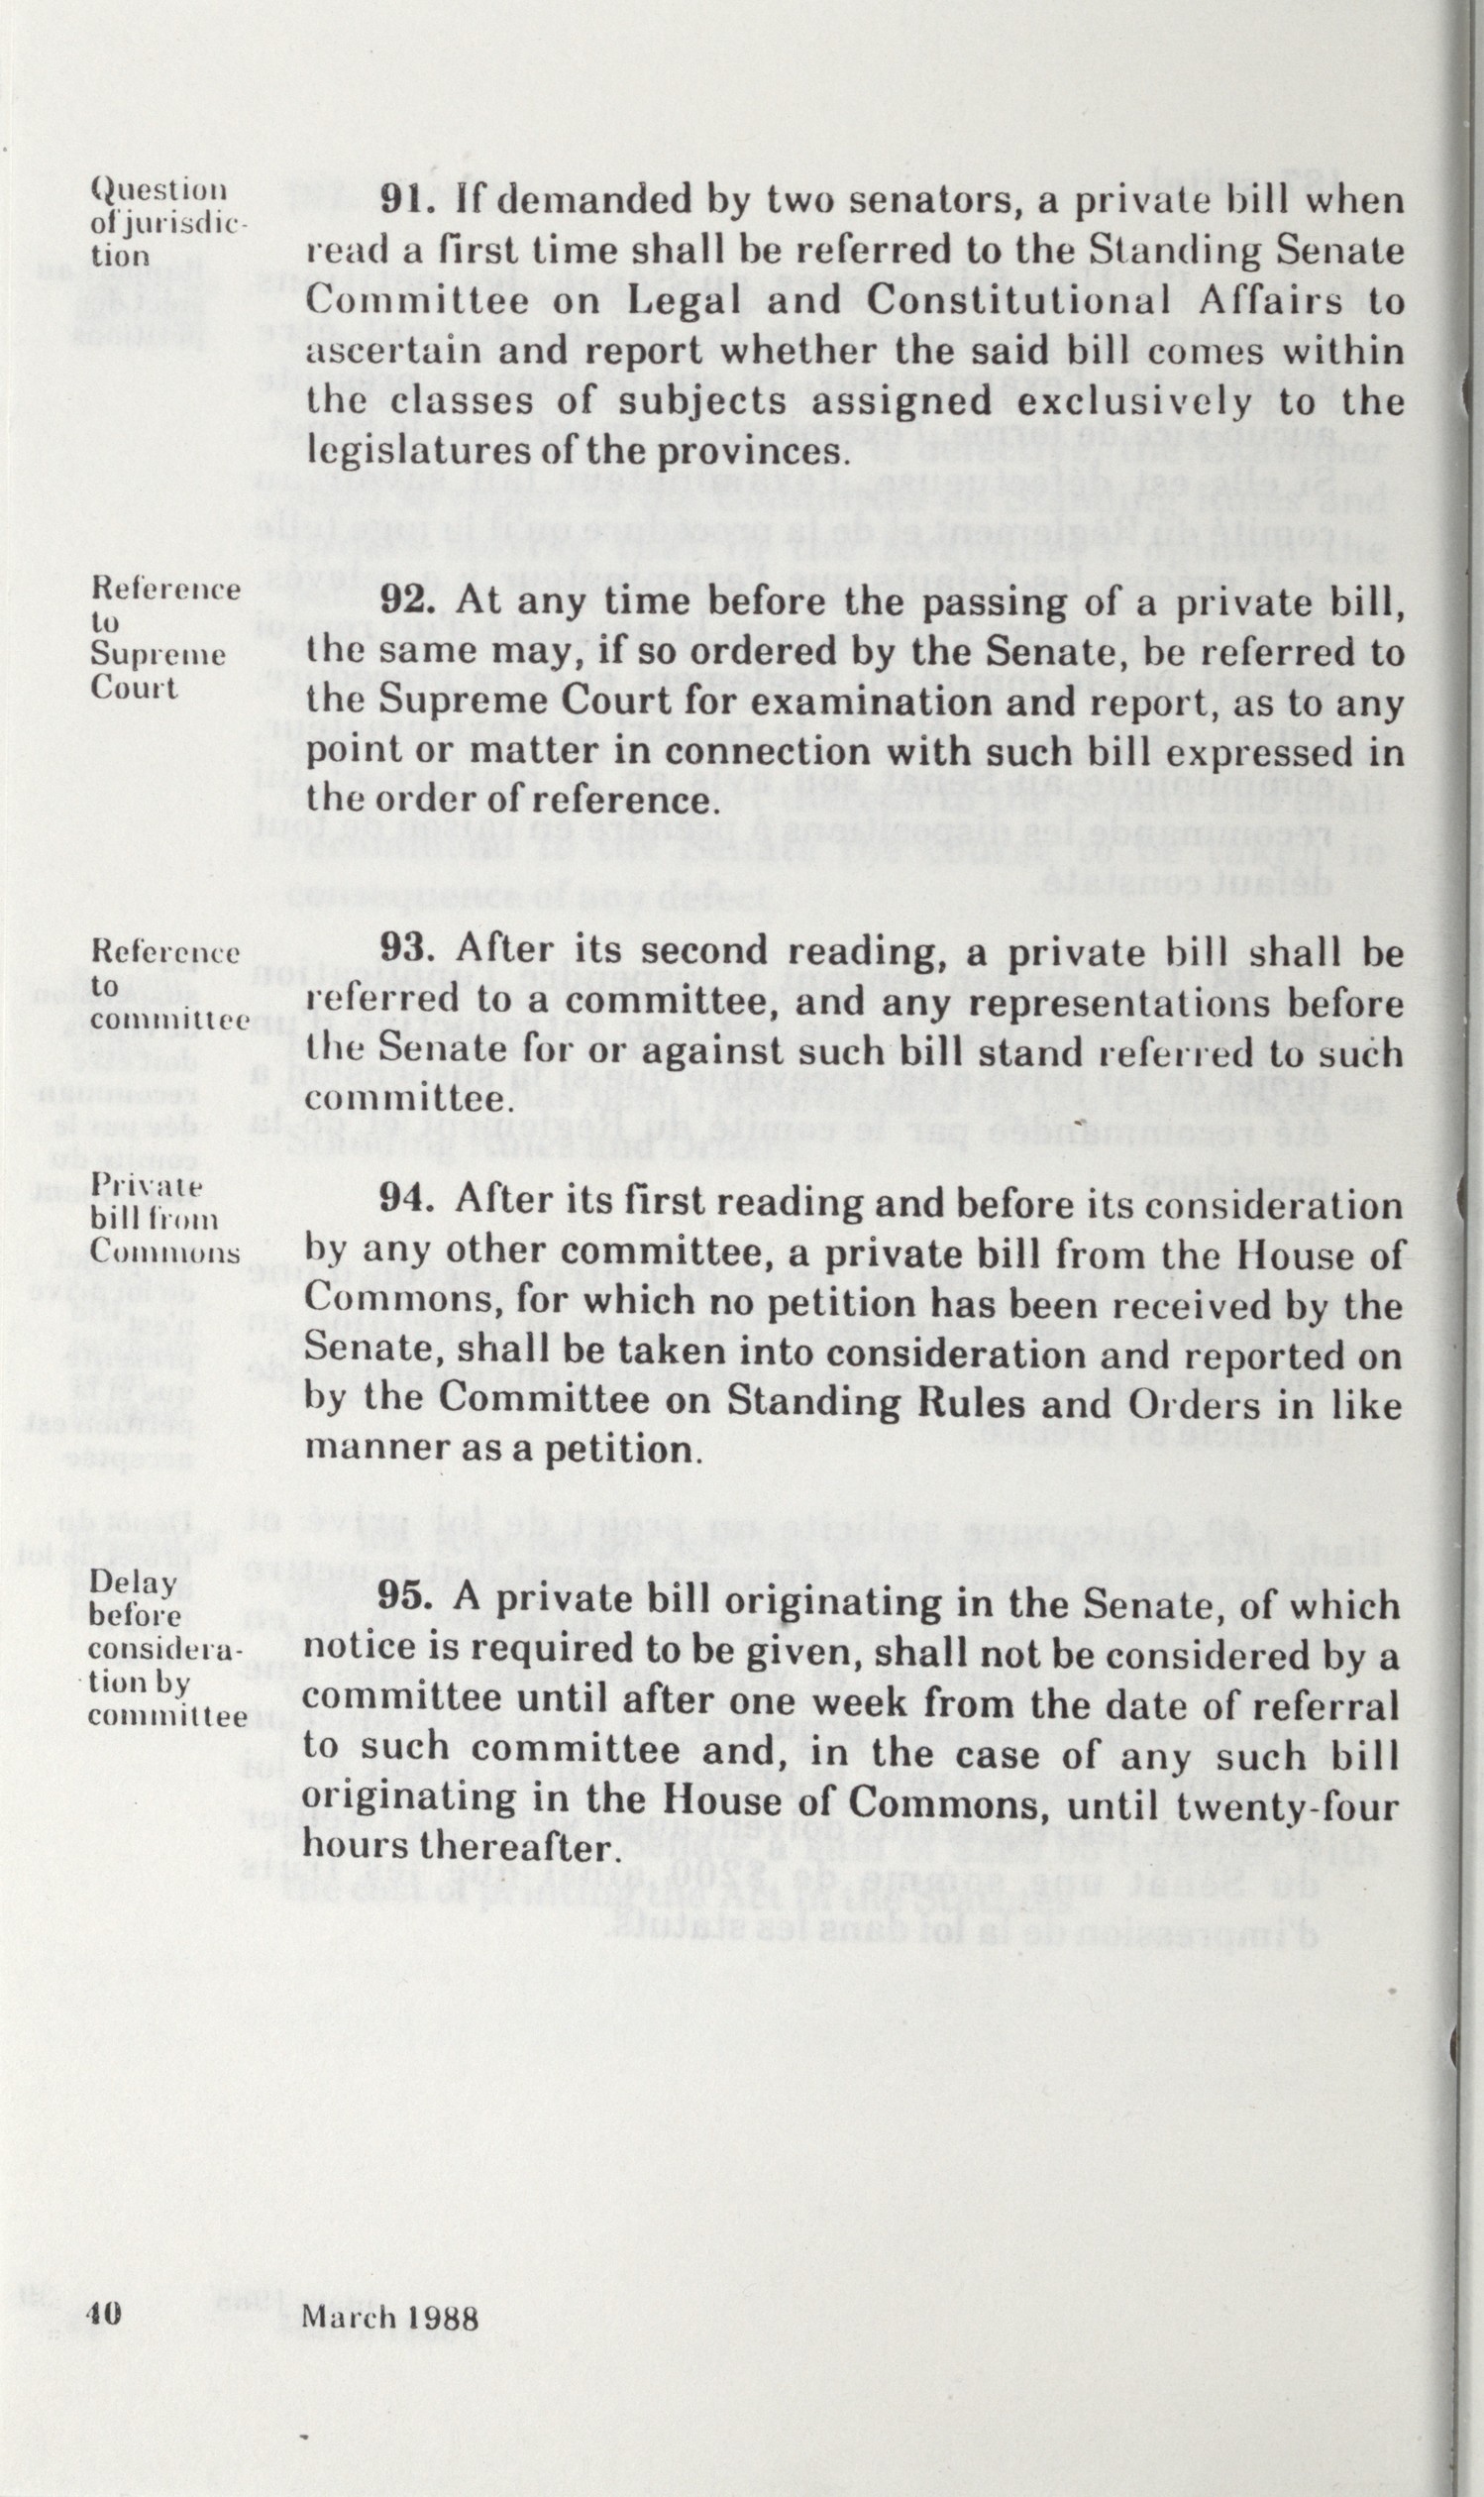 Question
of jurisdic-
tion
91. If demanded by two senators, a private bill when
read a first time shall be referred to the Standing Senate
Committee on Legal and Constitutional Affairs to
ascertain and report whether the said bill comes within
the classes of subjects assigned exclusively to the
legislatures of the provinces.
Reference
to
Supreme
Court
92. At any time before the passing of a private bill,
the same may, if so ordered by the Senate, be referred to
the Supreme Court for examination and report, as to any
point or matter in connection with such bill expressed in
the order of reference.
Reference
to
committee
93. After its second reading, a private bill shall be
referred to a committee, and any representations before
the Senate for or against such bill stand referred to such
committee.
Private
bill from
Commons
94. After its first reading and before its consideration
by any other committee, a private bill from the House of
Commons, for which no petition has been received by the
Senate, shall be taken into consideration and reported on
by the Committee on Standing Rules and Orders in like
manner as a petition.
Delay
before
considera-
tion by
committee
95. A private bill originating in the Senate, of which
notice is required to be given, shall not be considered by a
committee until after one week from the date of referral
to such committee and, in the case of any such bill
originating in the House of Commons, until twenty-four
hours thereafter.
40
March 1988